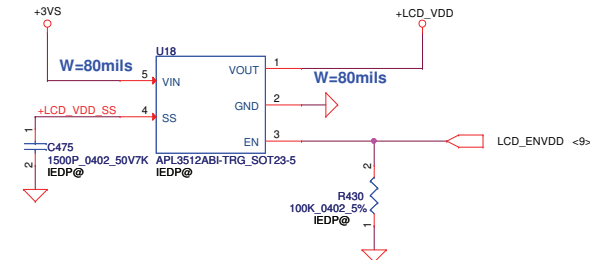 +3VS
+LCD_VDD
U18
W=80mils
5
VIN
VOUT
1
W=80mils
GND
2
+LCD_VDD_SS
4
SS
EN
3
LCD_ENVDD <9>
1
C475
2
1500P_0402_50V7K
IEDP@
APL3512ABI-TRG_SOT23-5
IEDP@
2
R430
100K_0402_5%
IEDP@
1